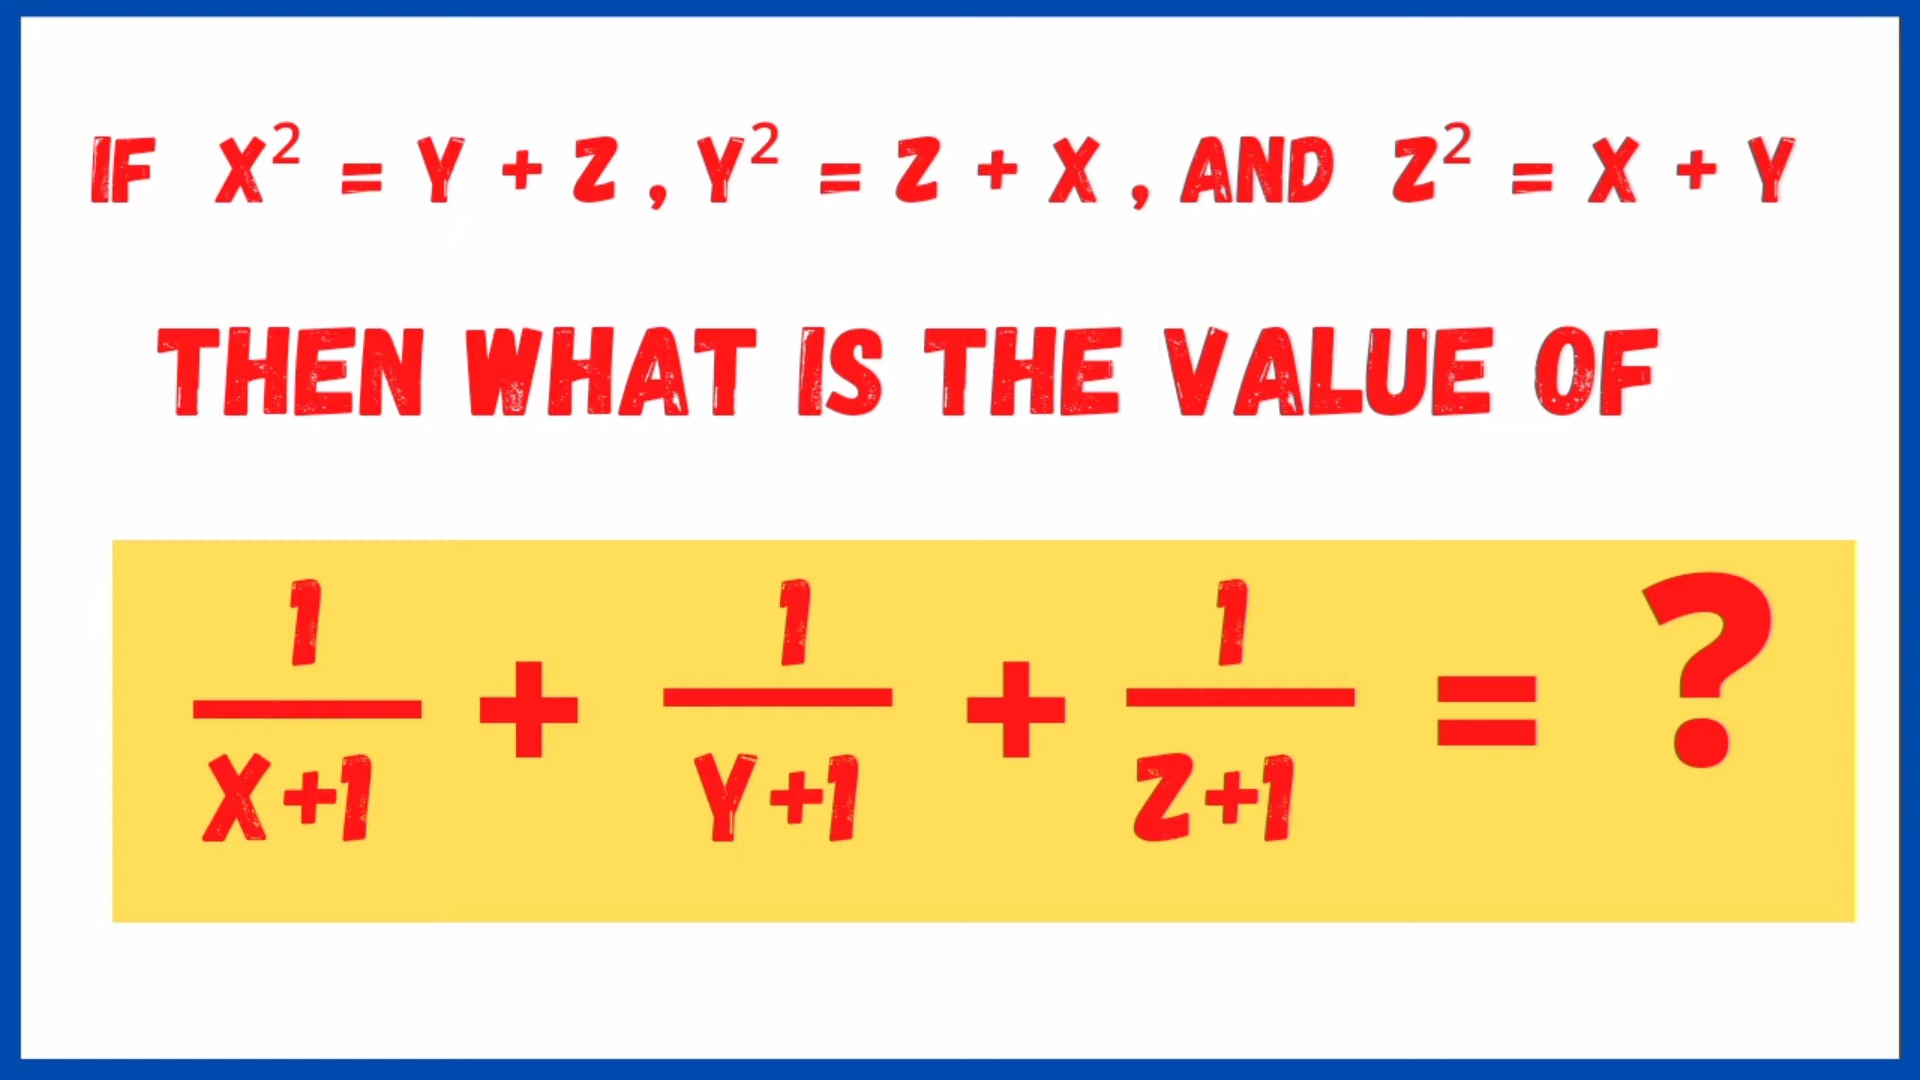 IF X² = Y + Z , Y² = Z + X , AND Z² = X + Y
THEN WHAT IS THE VALUE OF
1 1 1
+ + = ?
X+1 Y+1 Z+1